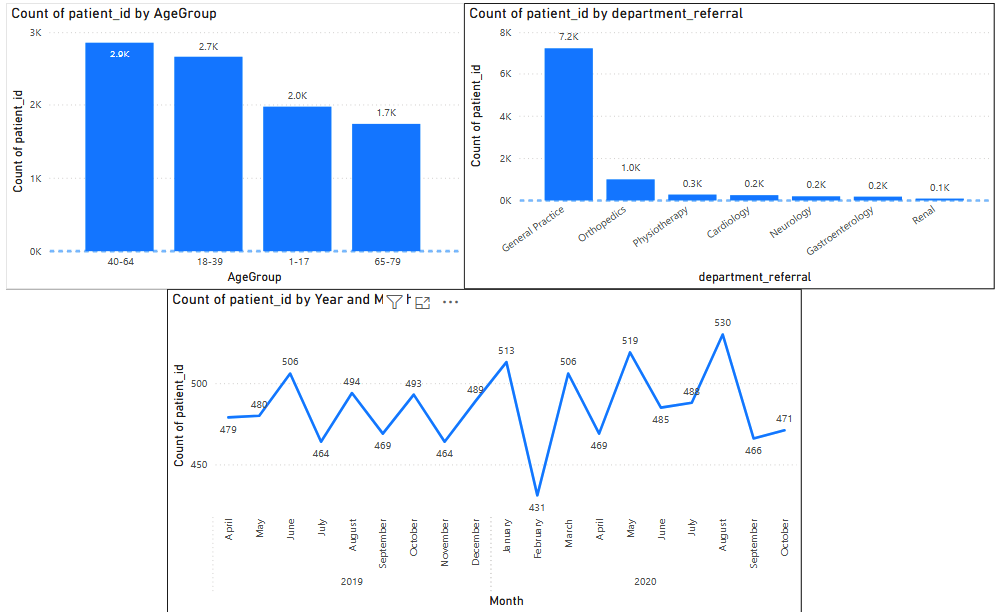 Count of patient_id by AgeGroup
3K
2K
1K
0K
Count of patient_id
2.9K
2.7K
2.0K
1.7K
40-64
18-39
1-17
65-79
AgeGroup
Count of patient_id by department_referral
8K
6K
4K
2K
0K
Count of patient_id
7.2K
1.0K
0.3K
0.2K
0.2K
0.2K
0.1K
General Practice
Orthopedics
Physiotherapy
Cardiology
Neurology
Gastroenterology
Renal
department_referral
Count of patient_id by Year and
500
450
Count of patient_id
479
480
506
464
494
469
493
464
489
513
431
506
469
519
485
488
530
466
471
April
May
June
July
August
September
October
November
December
January
February
March
April
May
June
July
August
September
October
2019
2020
Month